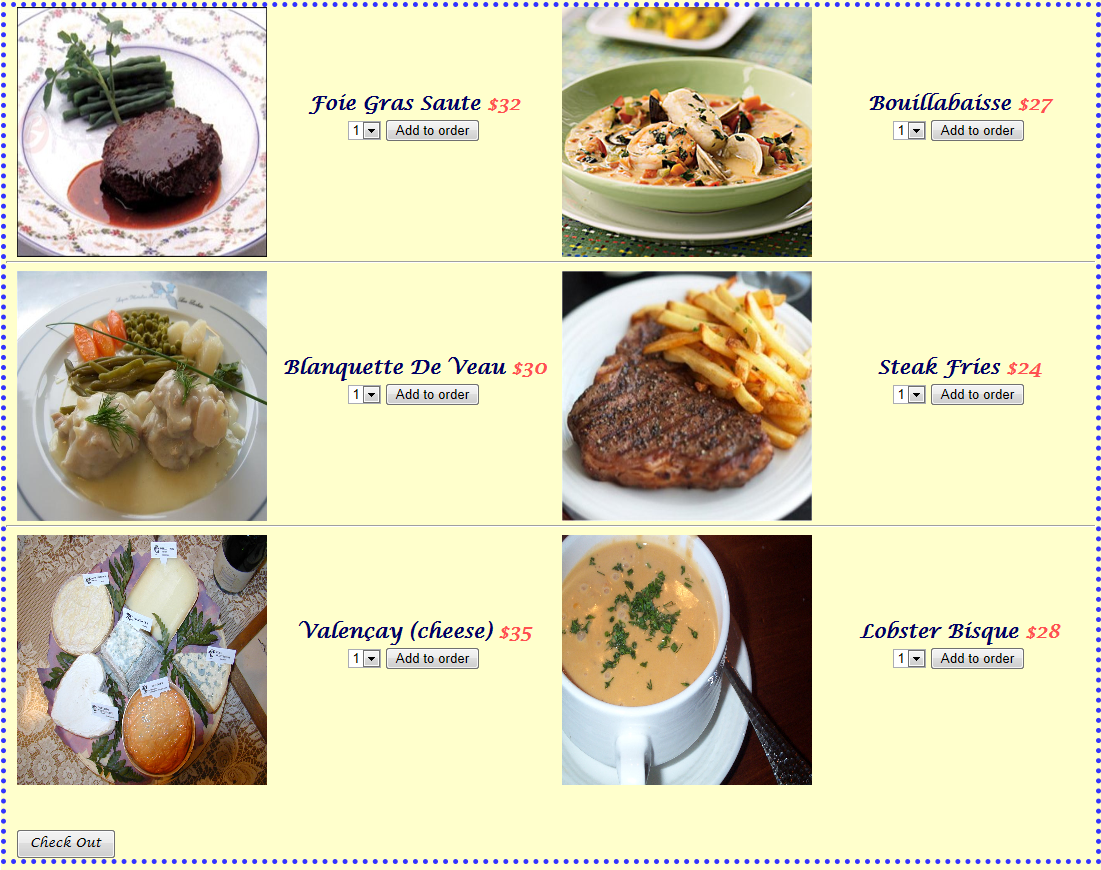 Foie Gras Saute $32
1 Add to order
Bouillabaisse $27
1 Add to order
Blanquette De Veau $30
1 Add to order
Steak Fries $24
1 Add to order
Valençay (cheese) $35
1 Add to order
Lobster Bisque $28
1 Add to order
Check Out